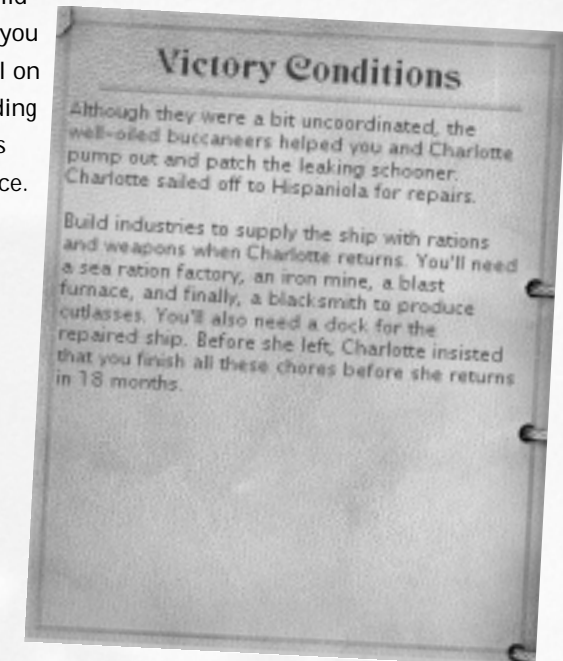 you
l on
ding
s
ce.
Victory Conditions
Although they were a bit uncoordinated, the
well-oiled buccaneers helped you and Charlotte
pump out and patch the leaking schooner.
Charlotte sailed off to Hispaniola for repairs.
Build industries to supply the ship with rations
and weapons when Charlotte returns. You'll need
a sea ration factory, an iron mine, a blast
furnace, and finally, a blacksmith to produce
cutlasses. You'll also need a dock for the
repaired ship. Before she left, Charlotte insisted
that you finish all these chores before she returns
in 18 months.